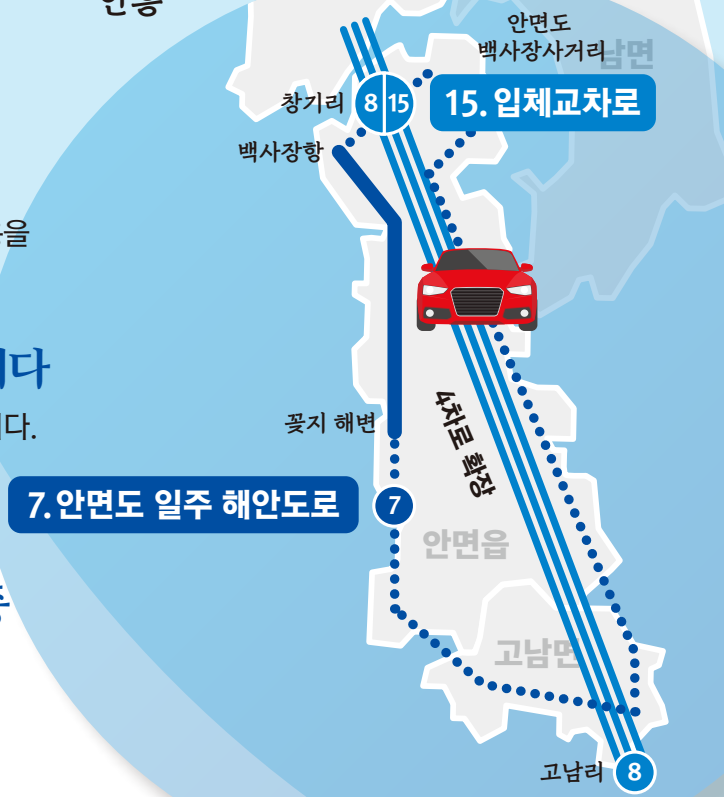 안면도
백사장사거리
남면
창기리
8
15
15. 입체교차로
백사장항
을
다
다.
꽃지 해변
4차로 확장
7. 안면도 일주 해안도로
7
안면읍
고남면
고남리
8